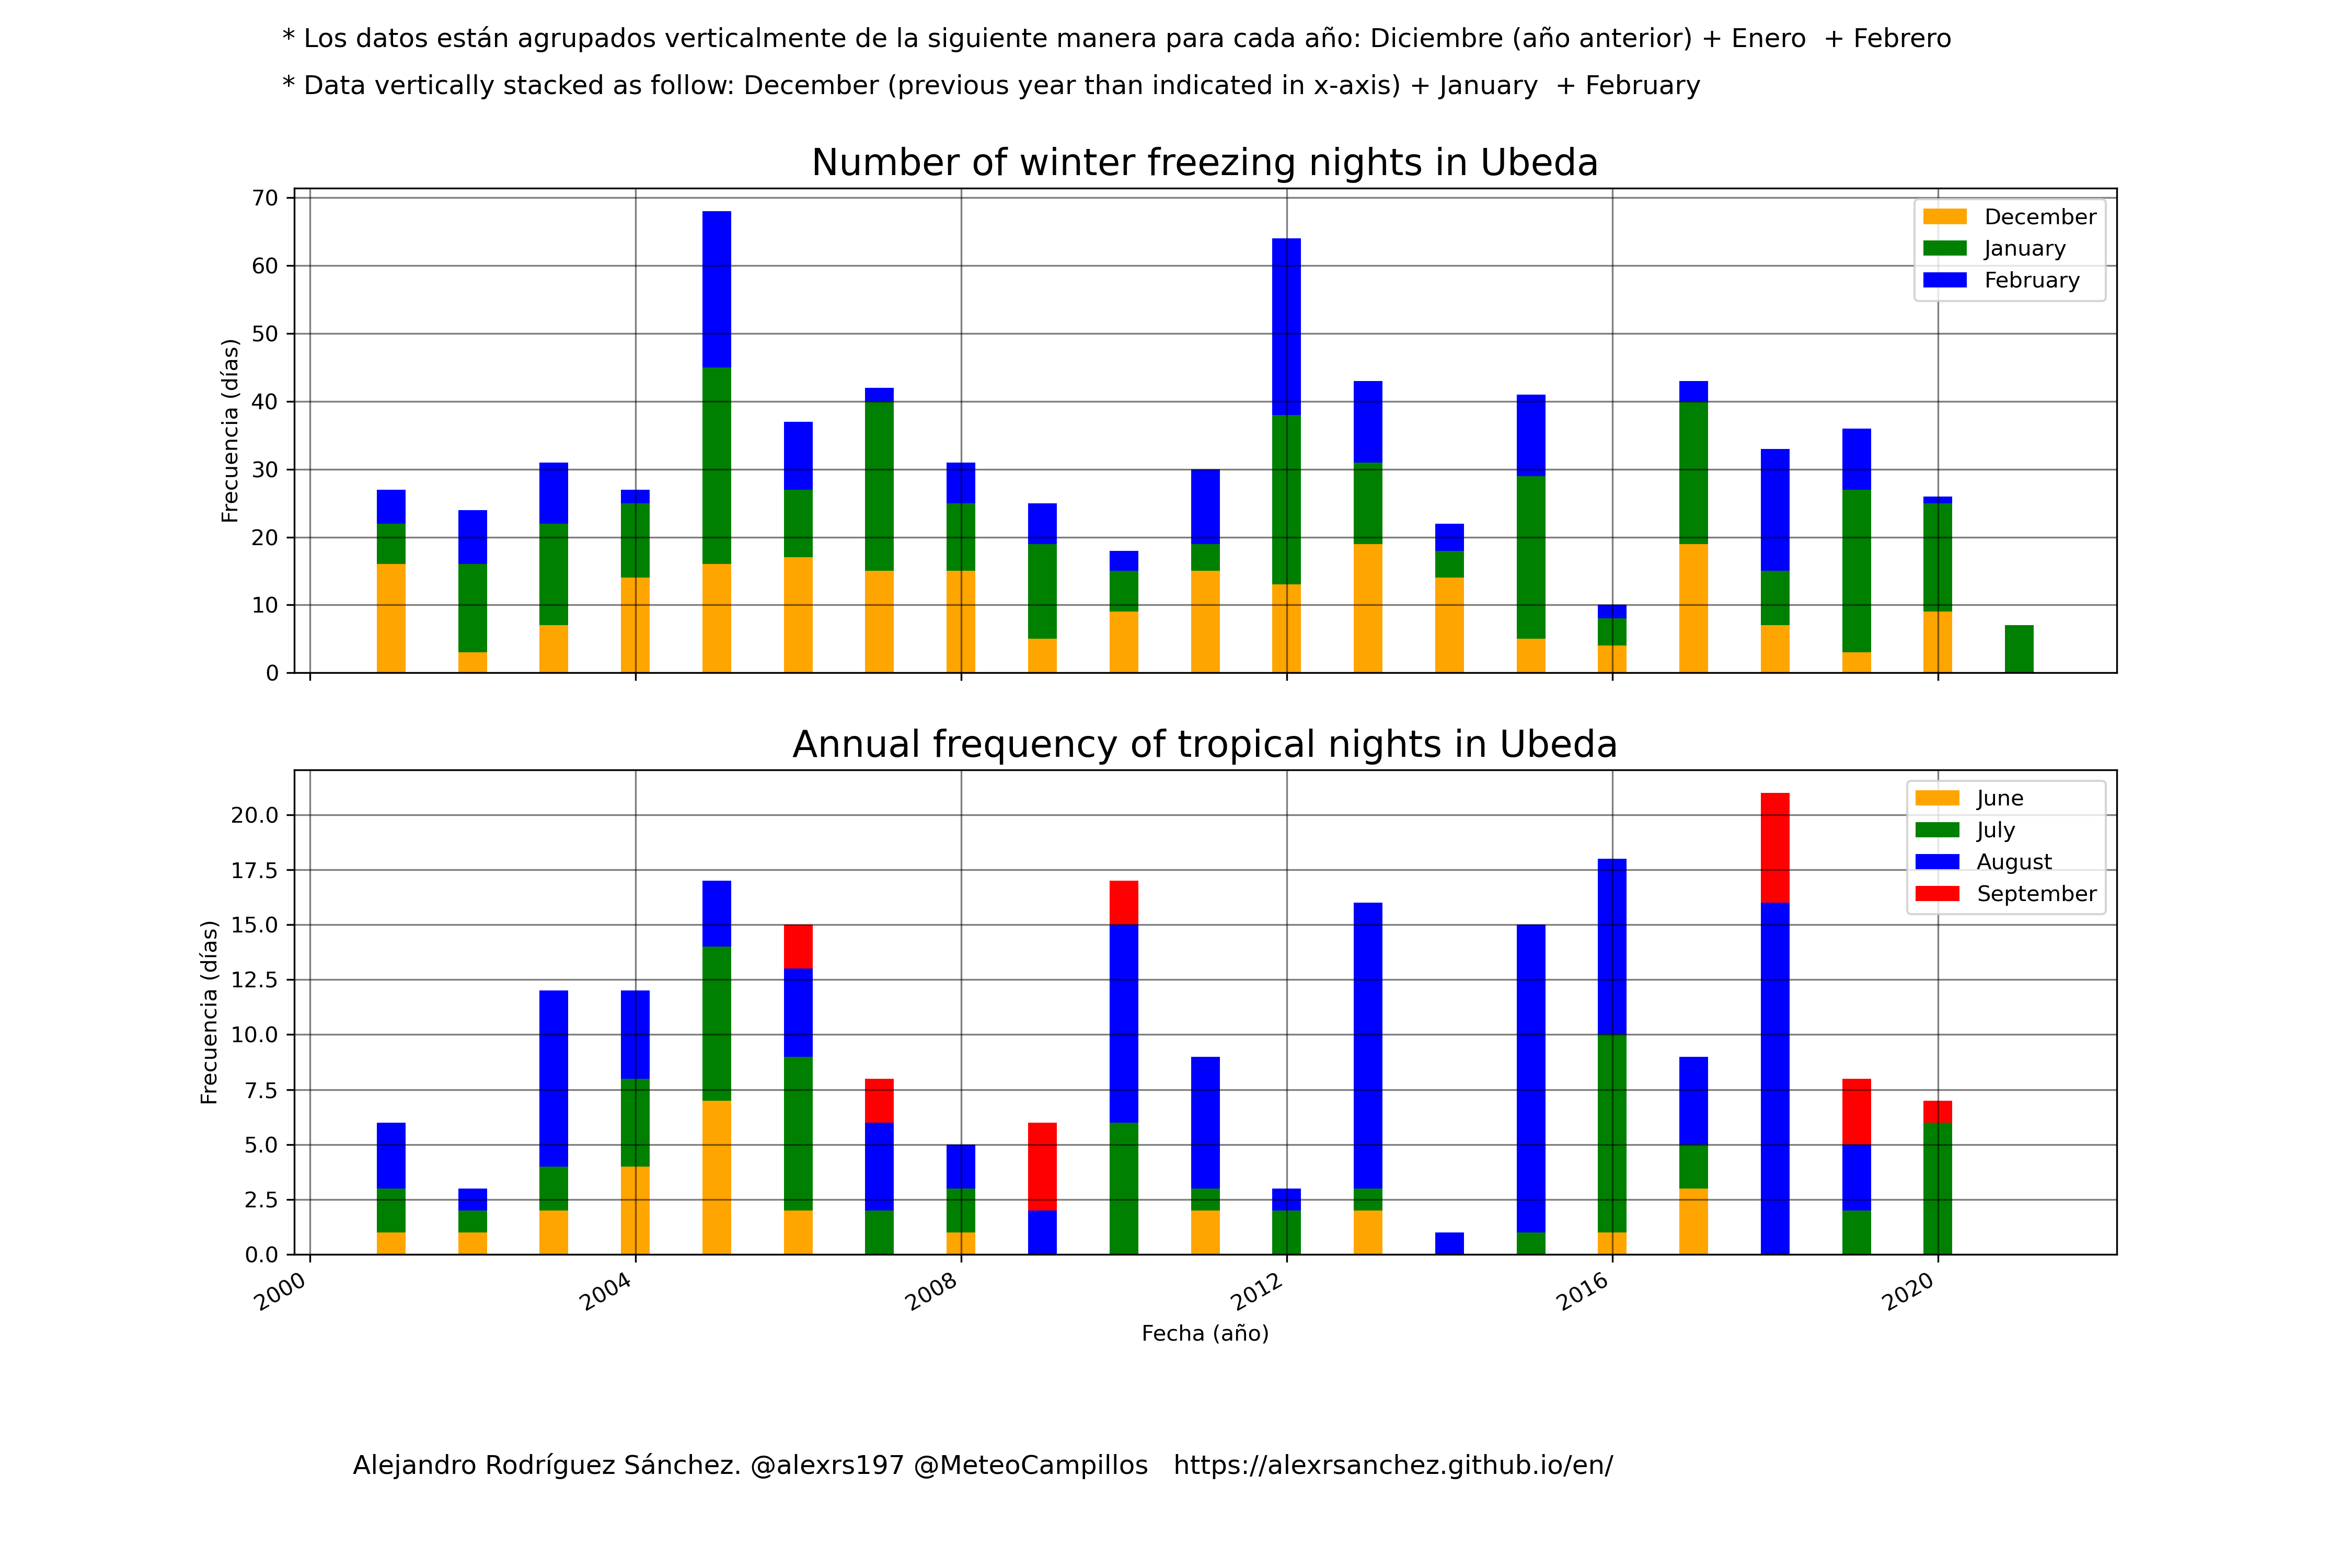 * Los datos están agrupados verticalmente de la siguiente manera para cada año: Diciembre (año anterior) + Enero  + Febrero
* Data vertically stacked as follow: December (previous year than indicated in x-axis) + January  + February
Number of winter freezing nights in Ubeda
70
60
50
40
30
20
10
0
Frecuencia (días)
December
January
February
Annual frequency of tropical nights in Ubeda
20.0
17.5
15.0
12.5
10.0
7.5
5.0
2.5
0.0
Frecuencia (días)
June
July
August
September
2000 2004 2008 2012 2016 2020
Fecha (año)
Alejandro Rodríguez Sánchez. @alexrs197 @MeteoCampillos   https://alexrsanchez.github.io/en/